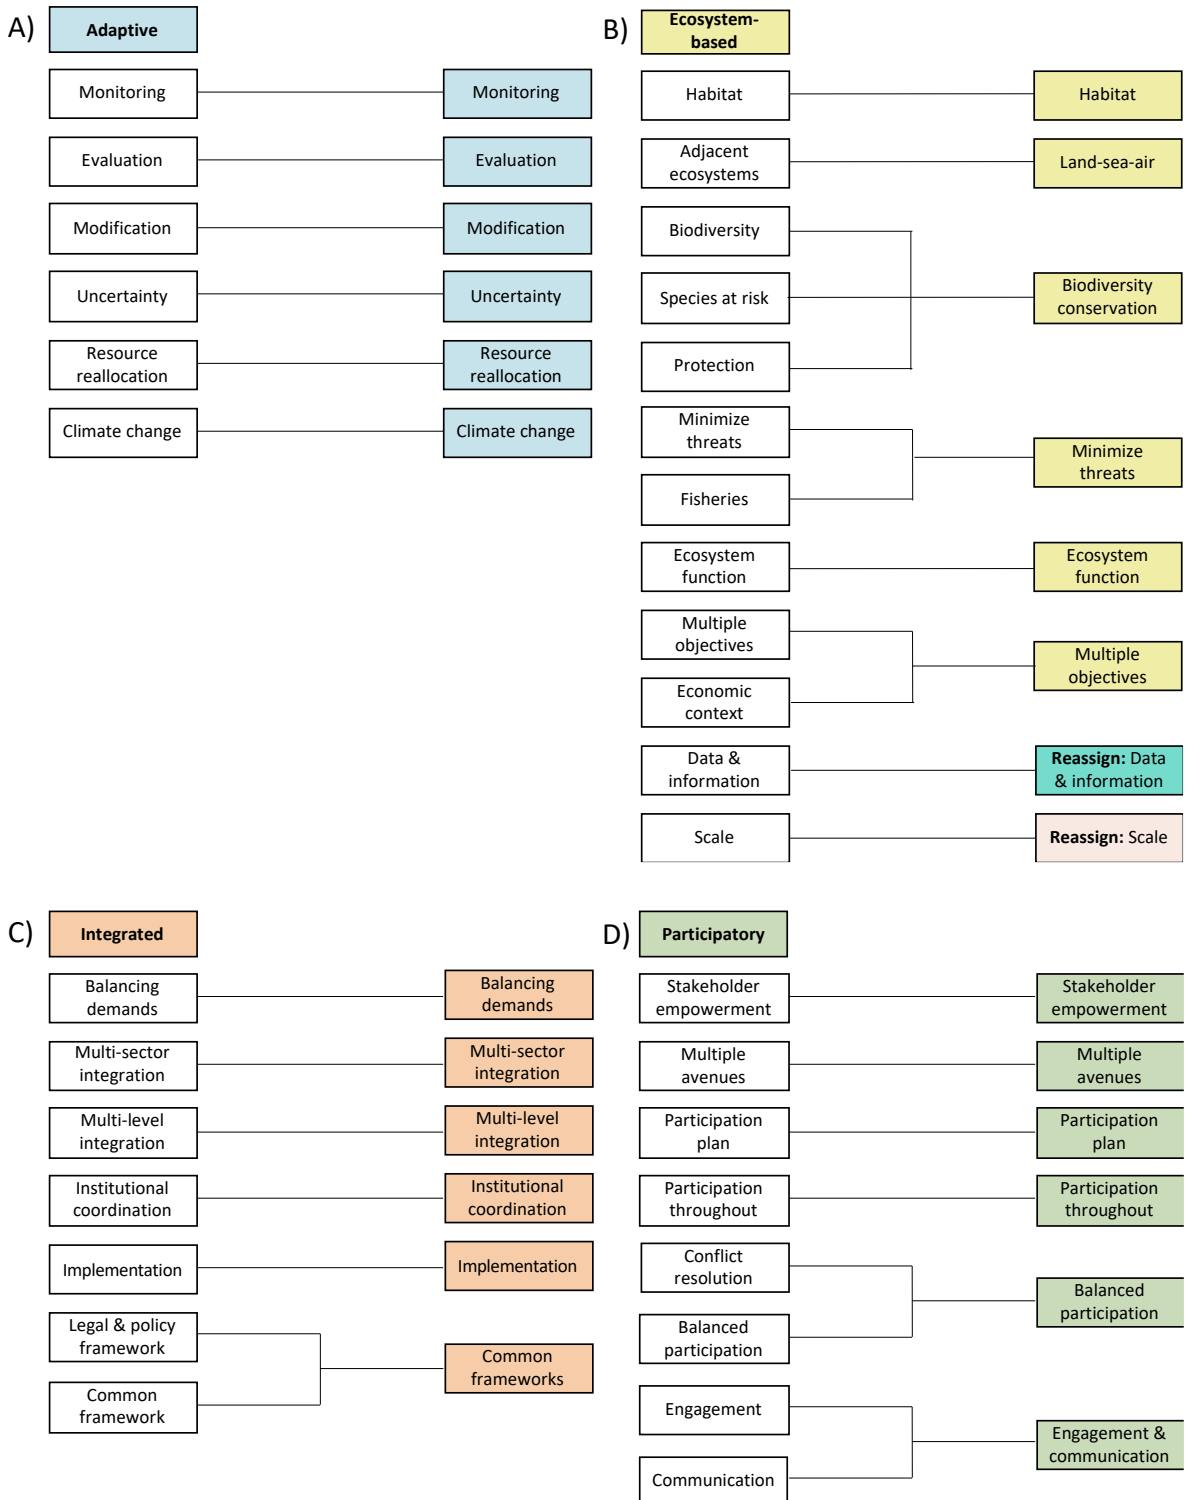 A)
Adaptive
Monitoring
Monitoring
Evaluation
Evaluation
Modification
Modification
Uncertainty
Uncertainty
Resource
reallocation
Resource
reallocation
Climate change
Climate change
B)
Ecosystem-
based
Habitat
Habitat
Adjacent
ecosystems
Land-sea-air
Biodiversity
Species at risk
Protection
Biodiversity
conservation
Minimize
threats
Fisheries
Minimize
threats
Ecosystem
function
Ecosystem
function
Multiple
objectives
Economic
context
Multiple
objectives
Data &
information
Reassign: Data
& information
Scale
Reassign: Scale
C)
Integrated
Balancing
demands
Balancing
demands
Multi-sector
integration
Multi-sector
integration
Multi-level
integration
Multi-level
integration
Institutional
coordination
Institutional
coordination
Implementation
Implementation
Legal & policy
framework
Common
framework
Common
frameworks
D)
Participatory
Stakeholder
empowerment
Stakeholder
empowerment
Multiple
avenues
Multiple
avenues
Participation
plan
Participation
plan
Participation
throughout
Participation
throughout
Conflict
resolution
Balanced
participation
Balanced
participation
Engagement
Communication
Engagement &
communication